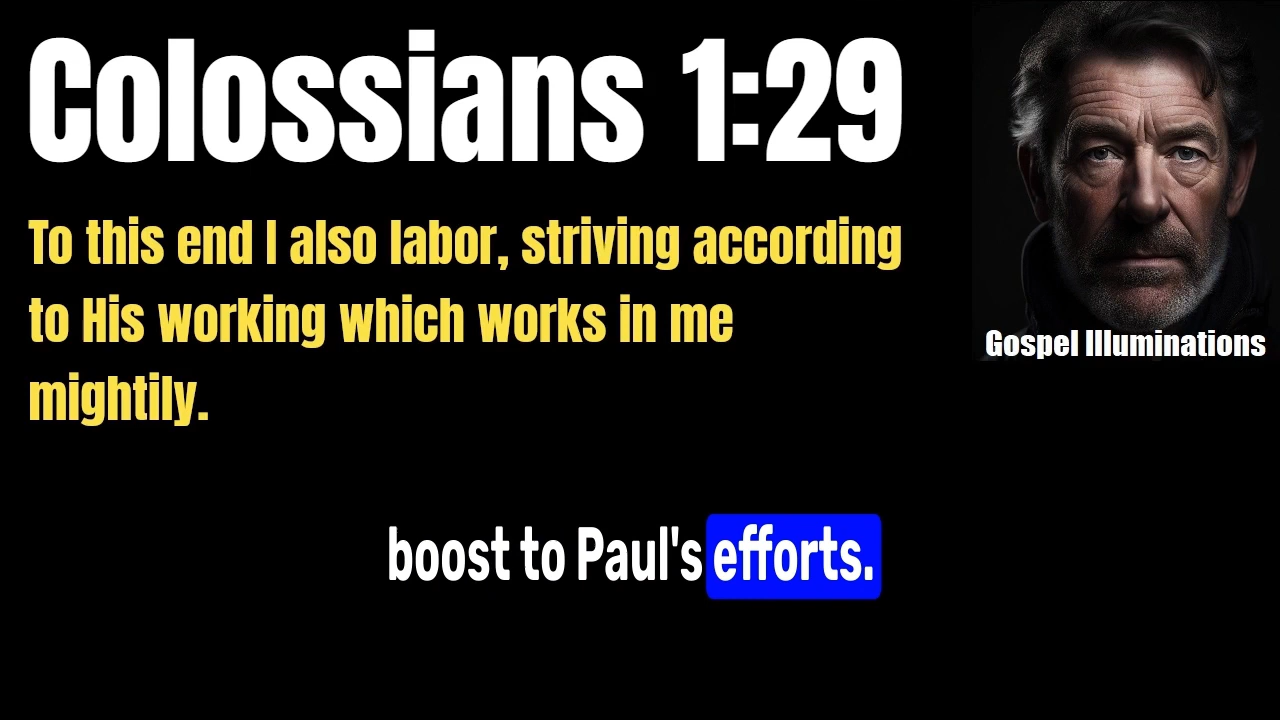 Colossians 1:29
To this end I also labor, striving according
to His working which works in me
mightily.
Gospel Illuminations
boost to Paul's efforts.